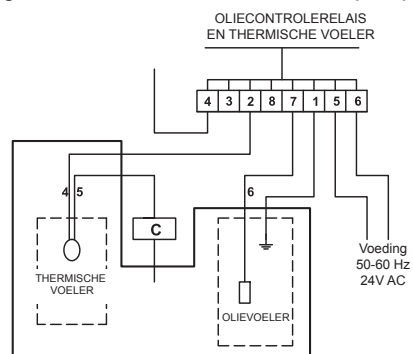 OLIECONTROLERELAIS
EN THERMISCHE VOELER
4 3 2 8 7 1 5 6
4 5
6
C
THERMISCHE
VOELER
OLIEVOELER
Voeding
50-60 Hz
24V AC